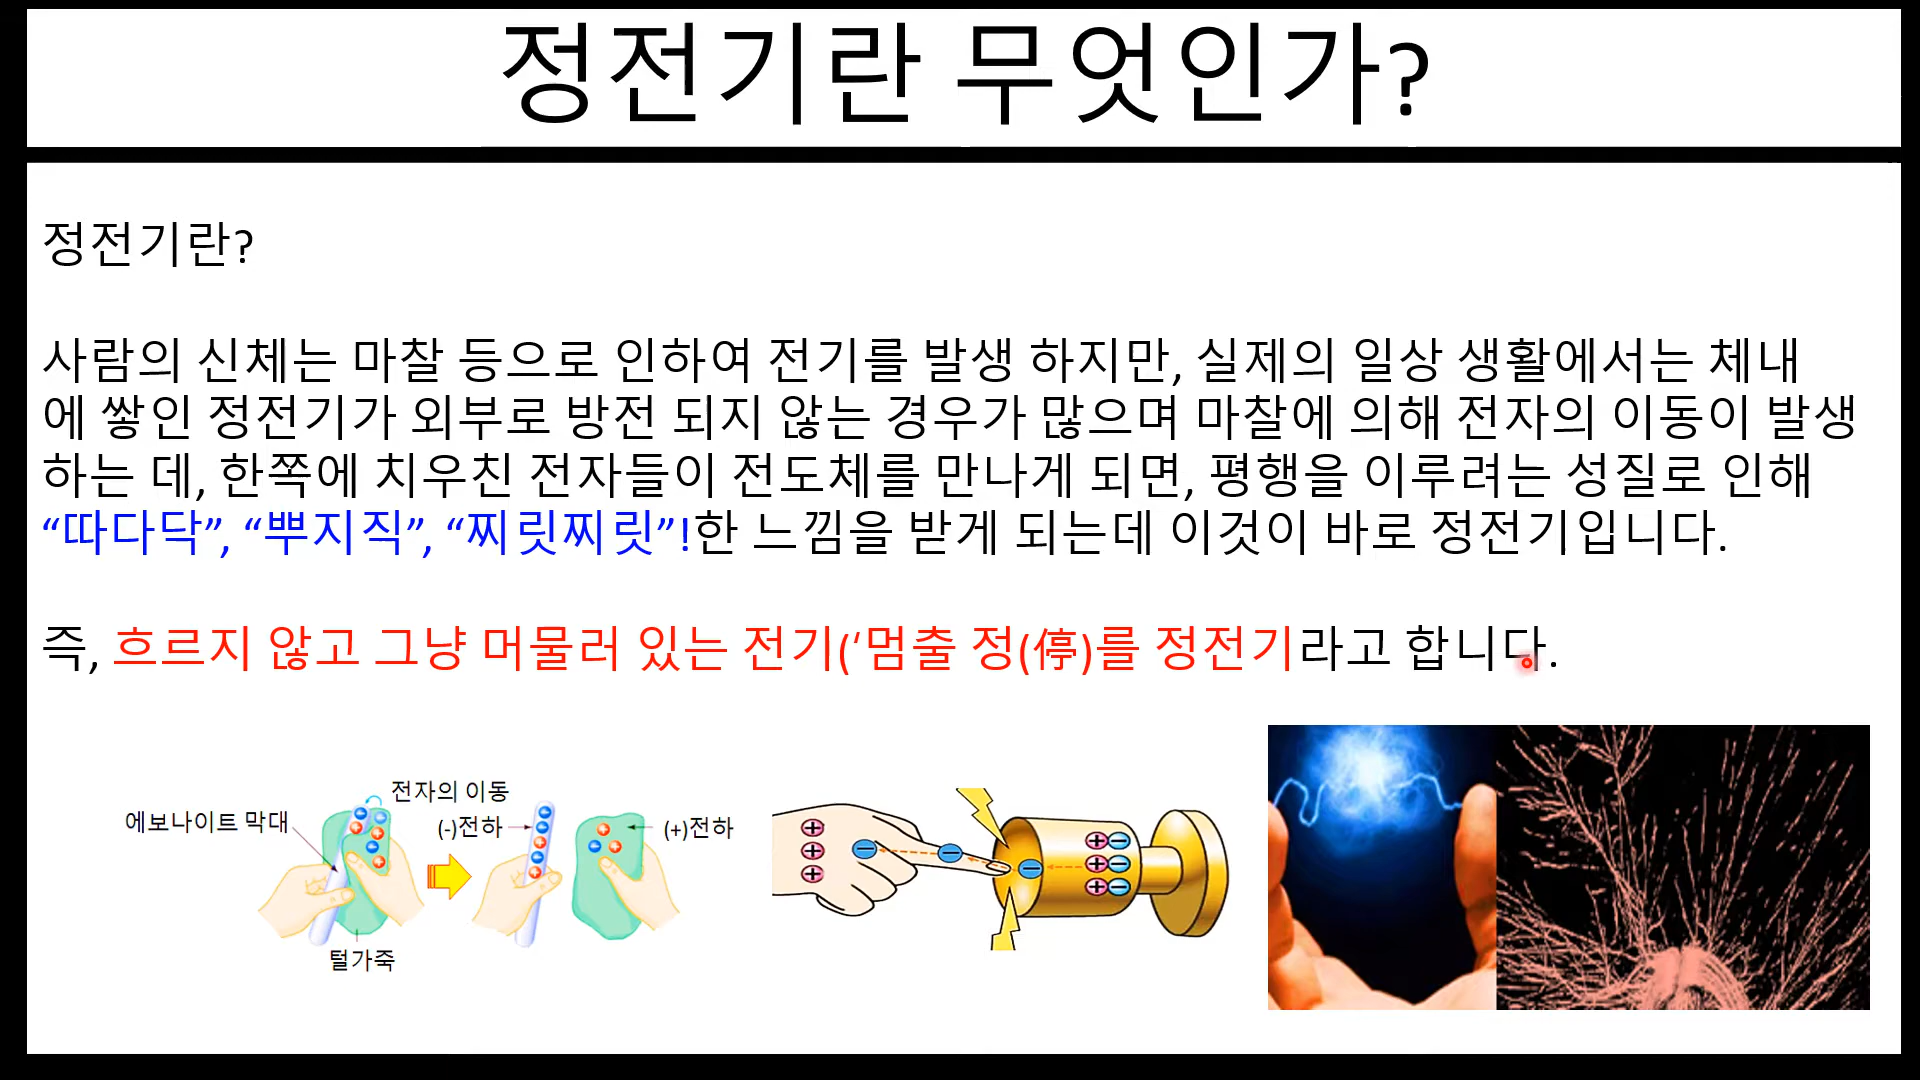 정전기란 무엇인가?
정전기란?
사람의 신체는 마찰 등으로 인하여 전기를 발생 하지만, 실제의 일상 생활에서는 체내
에 쌓인 정전기가 외부로 방전 되지 않는 경우가 많으며 마찰에 의해 전자의 이동이 발생
하는 데, 한쪽에 치우친 전자들이 전도체를 만나게 되면, 평행을 이루려는 성질로 인해
“따다닥”, “뿌지직”, “찌릿찌릿”!한 느낌을 받게 되는데 이것이 바로 정전기입니다.
즉, 흐르지 않고 그냥 머물러 있는 전기(‘멈출 정(停)를 정전기라고 합니다.
전자의 이동
에보나이트 막대
(-)전하
(+)전하
털가죽